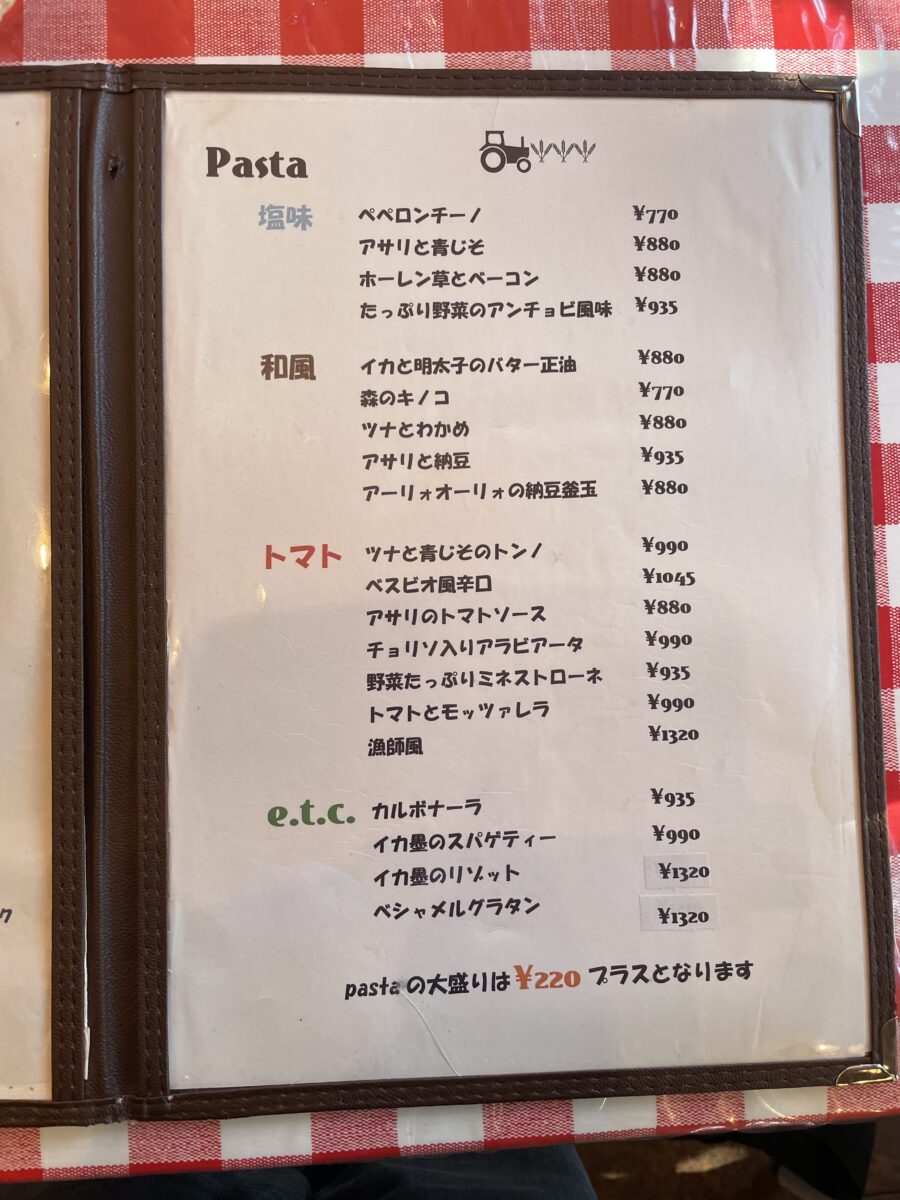 Pasta
塩味 ペペロンチーノ ¥770
アサリと青じそ ¥880
ホーレン草とベーコン ¥880
たっぷり野菜のアンチョビ風味 ¥935
和風 イカと明太子のバター正油 ¥880
森のキノコ ¥770
ツナとわかめ ¥880
アサリと納豆 ¥935
アーリォオーリォの納豆釜玉 ¥880
トマト ツナと青じそのトンノ ¥990
ベスビオ風辛口 ¥1045
アサリのトマトソース ¥880
チョリソ入りアラビアータ ¥990
野菜たっぷりミネストローネ ¥935
トマトとモッツァレラ ¥990
漁師風 ¥1320
e.t.c. カルボナーラ ¥935
イカ墨のスパゲティー ¥990
イカ墨のリゾット ¥1320
ベシャメルグラタン ¥1320
pastaの大盛りは¥220 プラスとなります
ク